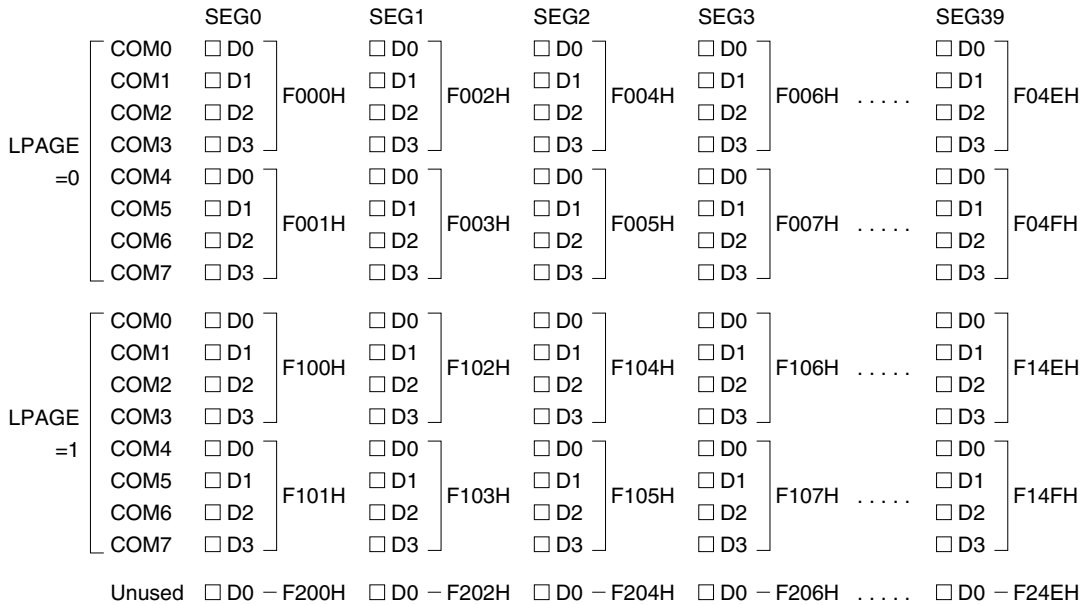 SEG0 SEG1 SEG2 SEG3 SEG39
COM0 □ D0 □ D0 □ D0 □ D0 □ D0
COM1 □ D1 □ D1 □ D1 □ D1 □ D1
F000H F002H F004H F006H ..... F04EH
COM2 □ D2 □ D2 □ D2 □ D2 □ D2
LPAGE COM3 □ D3 □ D3 □ D3 □ D3 □ D3
=0 COM4 □ D0 □ D0 □ D0 □ D0 □ D0
COM5 □ D1 □ D1 □ D1 □ D1 □ D1
F001H F003H F005H F007H ..... F04FH
COM6 □ D2 □ D2 □ D2 □ D2 □ D2
COM7 □ D3 □ D3 □ D3 □ D3 □ D3
COM0 □ D0 □ D0 □ D0 □ D0 □ D0
COM1 □ D1 □ D1 □ D1 □ D1 □ D1
F100H F102H F104H F106H ..... F14EH
COM2 □ D2 □ D2 □ D2 □ D2 □ D2
LPAGE COM3 □ D3 □ D3 □ D3 □ D3 □ D3
=1 COM4 □ D0 □ D0 □ D0 □ D0 □ D0
COM5 □ D1 □ D1 □ D1 □ D1 □ D1
F101H F103H F105H F107H ..... F14FH
COM6 □ D2 □ D2 □ D2 □ D2 □ D2
COM7 □ D3 □ D3 □ D3 □ D3 □ D3
Unused □ D0 – F200H □ D0 – F202H □ D0 – F204H □ D0 – F206H ..... □ D0 – F24EH